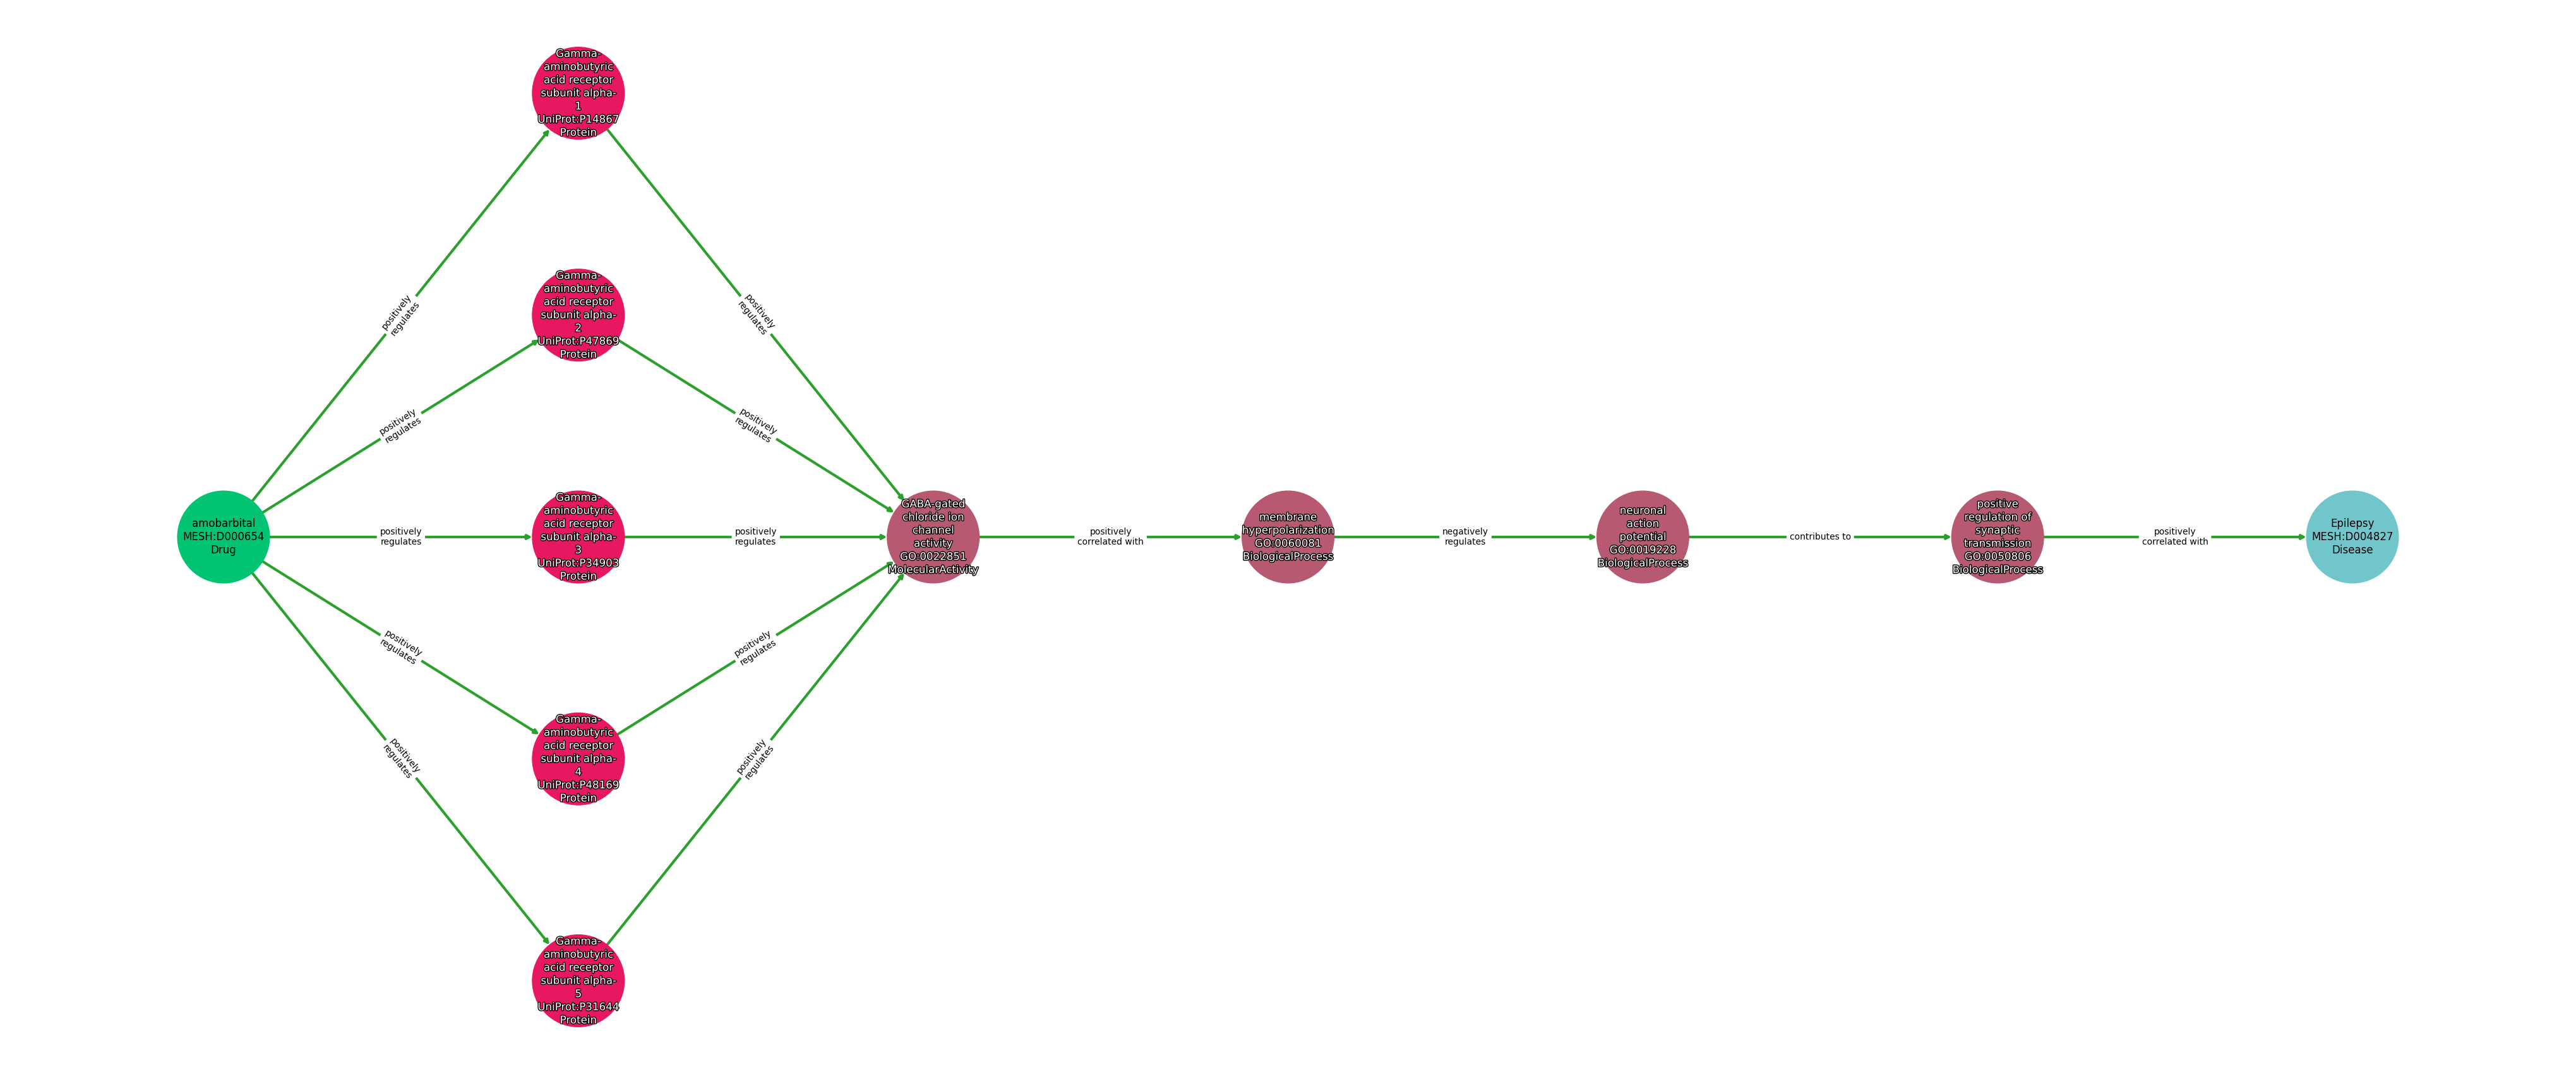 Gamma-
aminobutyric
acid receptor
subunit alpha-
1
UniProt:P14867
Protein
positively
regulates
positively
regulates
Gamma-
aminobutyric
acid receptor
subunit alpha-
2
UniProt:P47869
Protein
positively
regulates
positively
regulates
amobarbital
MESH:D000654
Drug
positively
regulates
Gamma-
aminobutyric
acid receptor
subunit alpha-
3
UniProt:P34903
Protein
positively
regulates
GABA-gated
chloride ion
channel
activity
GO:0022851
MolecularActivity
positively
correlated with
membrane
hyperpolarization
GO:0060081
BiologicalProcess
negatively
regulates
neuronal
action
potential
GO:0019228
BiologicalProcess
contributes to
positive
regulation of
synaptic
transmission
GO:0050806
BiologicalProcess
positively
correlated with
Epilepsy
MESH:D004827
Disease
positively
regulates
positively
regulates
Gamma-
aminobutyric
acid receptor
subunit alpha-
4
UniProt:P48169
Protein
positively
regulates
positively
regulates
Gamma-
aminobutyric
acid receptor
subunit alpha-
5
UniProt:P31644
Protein